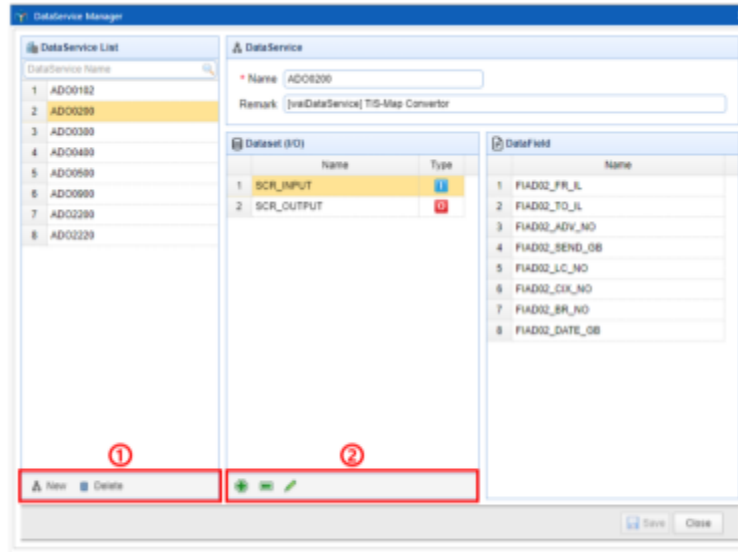 DataService Manager
DataService List
DataService Name
1 ADO0102
2 ADO0200
3 ADO0300
4 ADO0400
5 ADO0500
6 ADO0900
7 ADO2200
8 ADO2220
① 
New Delete
DataService
* Name ADO0200
Remark [vaiDataService] TIS-Map Convertor
Dataset (I/O)
Name Type
1 SCR_INPUT I
2 SCR_OUTPUT O
②
DataField
Name
1 FIAD02_FR_IL
2 FIAD02_TO_IL
3 FIAD02_ADV_NO
4 FIAD02_SEND_GB
5 FIAD02_LC_NO
6 FIAD02_CIX_NO
7 FIAD02_BR_NO
8 FIAD02_DATE_GB
Save Close